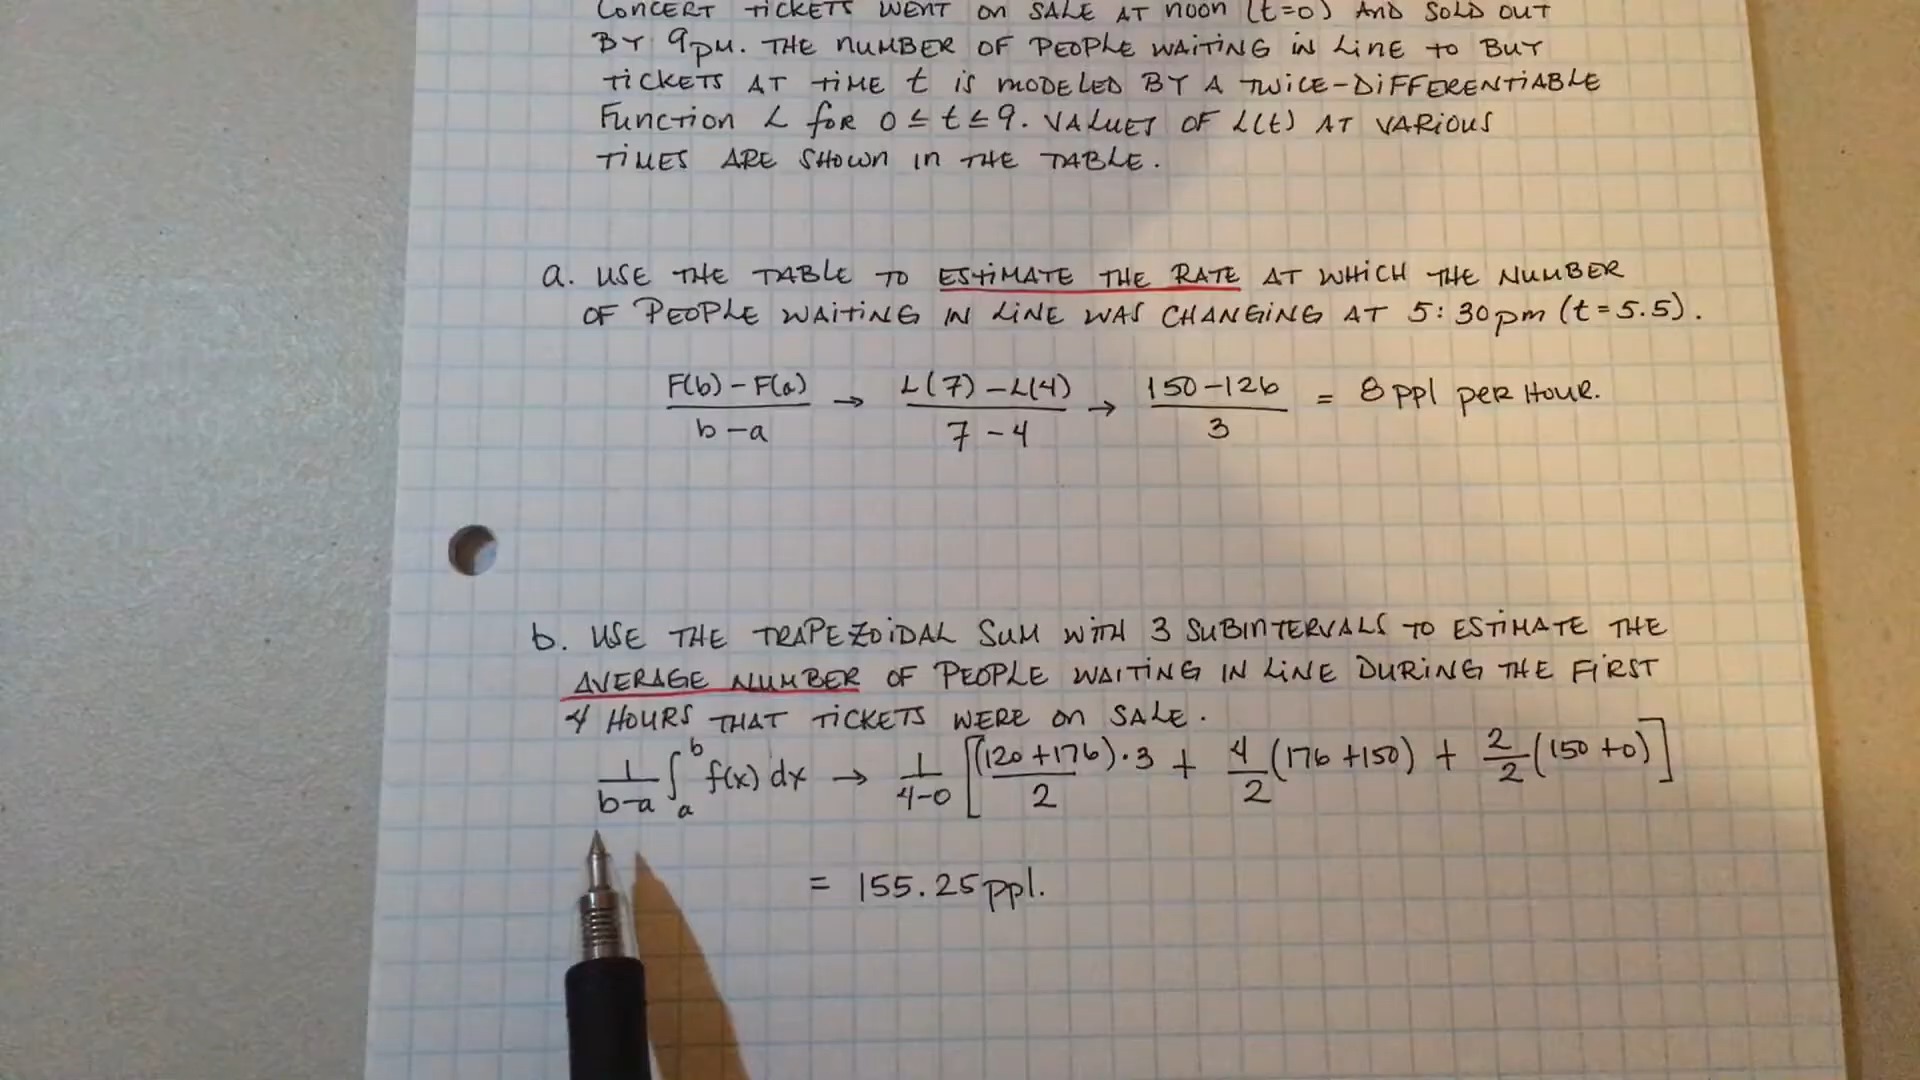 CONCERT TICKETS WENT ON SALE AT NOON (t=0) AND SOLD OUT
BY 9pm. THE NUMBER OF PEOPLE WAITING IN LINE TO BUY
TICKETS AT TIME t IS MODELED BY A TWICE-DIFFERENTIABLE
FUNCTION L for 0 ≤ t ≤ 9. VALUES OF L(t) AT VARIOUS
TIMES ARE SHOWN IN THE TABLE.
a. USE THE TABLE TO ESTIMATE THE RATE AT WHICH THE NUMBER
OF PEOPLE WAITING IN LINE WAS CHANGING AT 5:30pm (t=5.5).
F(b)-F(a)/b-a → L(7)-L(4)/7-4 → 150-126/3 = 8 ppl per HOUR.
b. USE THE TRAPEZOIDAL SUM WITH 3 SUBINTERVALS TO ESTIMATE THE
AVERAGE NUMBER OF PEOPLE WAITING IN LINE DURING THE FIRST
4 HOURS THAT TICKETS WERE ON SALE.
1/b-a ∫ₐᵇ f(x) dx → 1/4-0 [(120+176)·3/2 + 4/2(176+150) + 2/2(150+0)]
= 155.25 ppl.